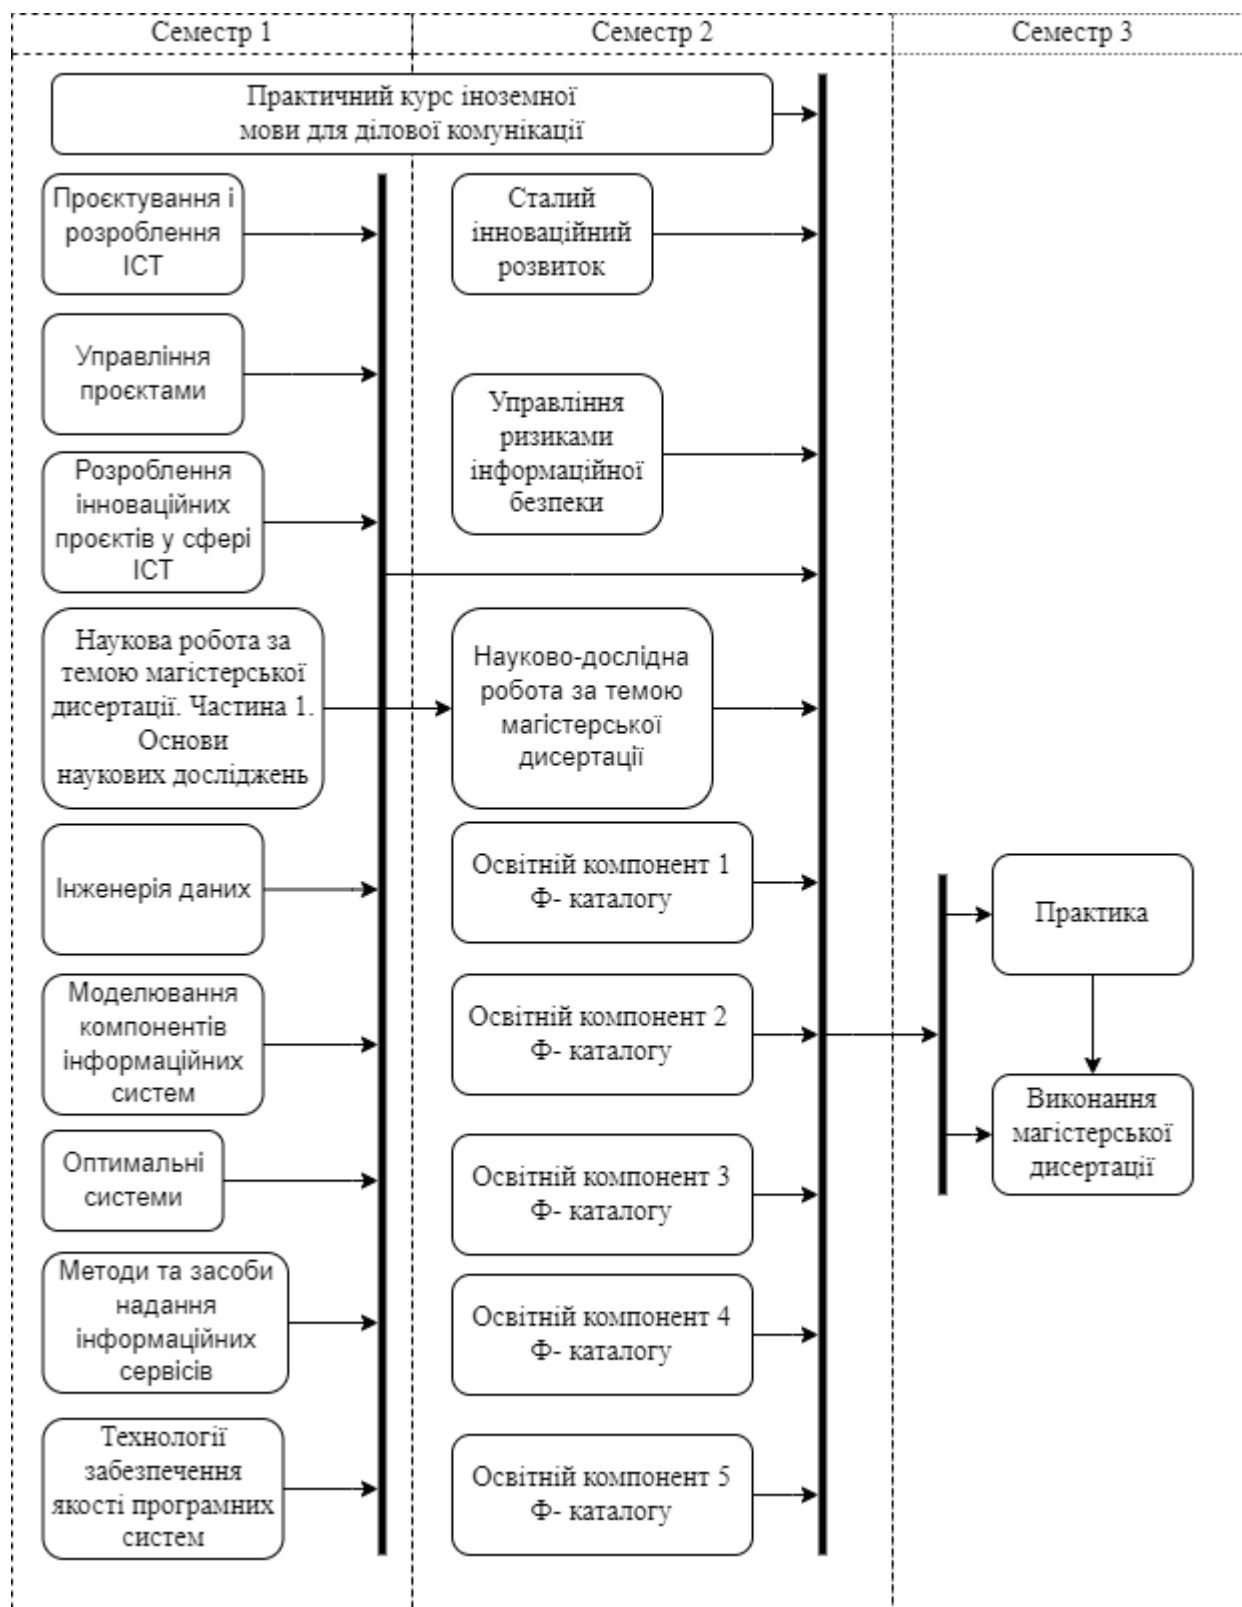 Семестр 1
Семестр 2
Семестр 3
Практичний курс іноземної
мови для ділової комунікації
Проєктування і
розроблення
ІСТ
Сталий
інноваційний
розвиток
Управління
проєктами
Управління
ризиками
інформаційної
безпеки
Розроблення
інноваційних
проєктів у сфері
ІСТ
Наукова робота за
темою магістерської
дисертації. Частина 1.
Основи
наукових досліджень
Науково-дослідна
робота за темою
магістерської
дисертації
Інженерія даних
Освітній компонент 1
Ф- каталогу
Практика
Моделювання
компонентів
інформаційних
систем
Освітній компонент 2
Ф- каталогу
Виконання
магістерської
дисертації
Оптимальні
системи
Освітній компонент 3
Ф- каталогу
Методи та засоби
надання
інформаційних
сервісів
Освітній компонент 4
Ф- каталогу
Технології
забезпечення
якості програмних
систем
Освітній компонент 5
Ф- каталогу